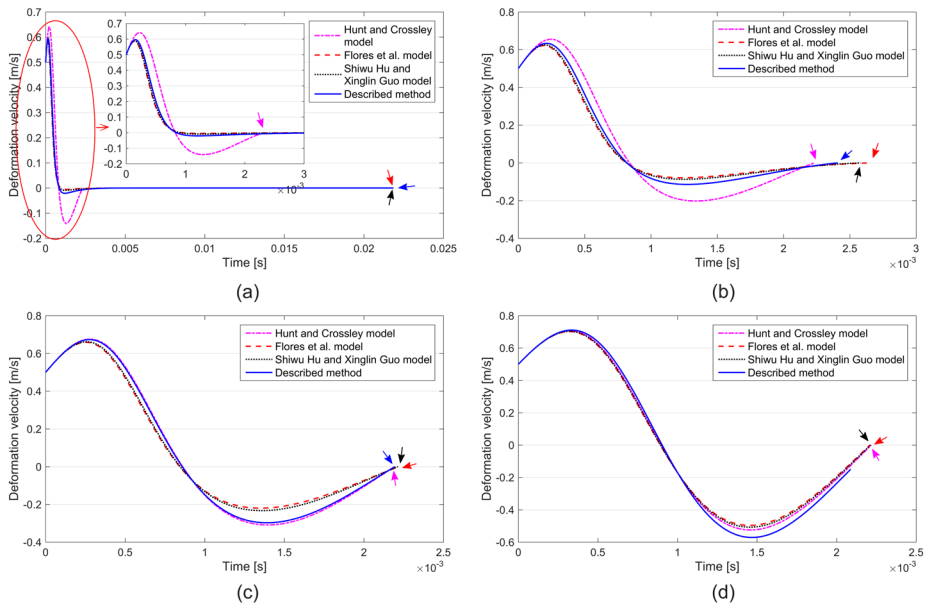 Deformation velocity [m/s]
0.7
0.6
0.5
0.4
0.3
0.2
0.1
0
-0.1
-0.2
0 0.005 0.01 0.015 0.02 0.025
Time [s]
0.7
0.6
0.5
0.4
0.3
0.2
0.1
0
-0.1
-0.2
0 1 2 3
×10⁻³
Hunt and Crossley
model
Flores et al. model
Shiwu Hu and
Xinglin Guo model
Described method
(a)
Deformation velocity [m/s]
0.8
0.6
0.4
0.2
0
-0.2
-0.4
0 0.5 1 1.5 2 2.5 3
×10⁻³
Time [s]
Hunt and Crossley model
Flores et al. model
Shiwu Hu and Xinglin Guo model
Described method
(b)
Deformation velocity [m/s]
0.8
0.6
0.4
0.2
0
-0.2
-0.4
0 0.5 1 1.5 2 2.5
×10⁻³
Time [s]
Hunt and Crossley model
Flores et al. model
Shiwu Hu and Xinglin Guo model
Described method
(c)
Deformation velocity [m/s]
0.8
0.6
0.4
0.2
0
-0.2
-0.4
-0.6
0 0.5 1 1.5 2 2.5
×10⁻³
Time [s]
Hunt and Crossley model
Flores et al. model
Shiwu Hu and Xinglin Guo model
Described method
(d)